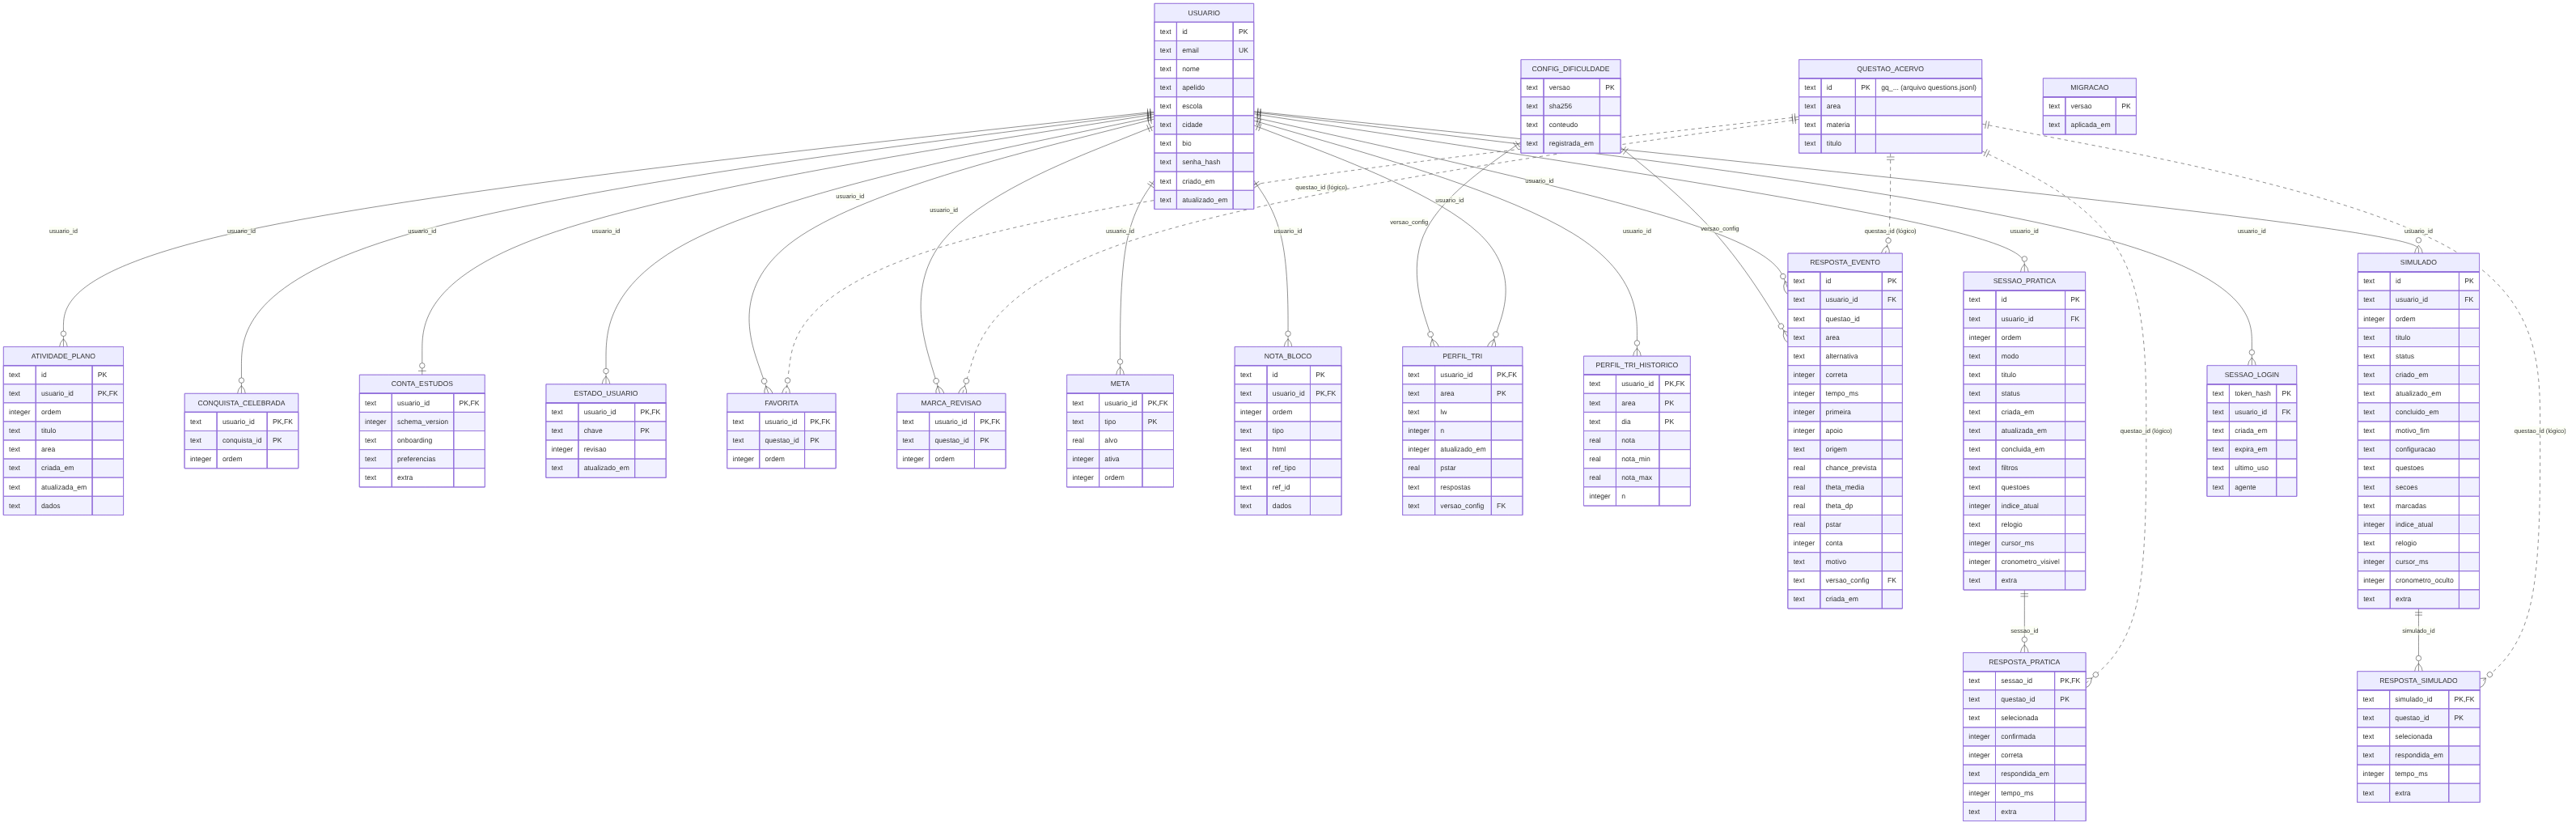 USUARIO
text id PK
text email UK
text nome
text apelido
text escola
text cidade
text bio
text senha_hash
text criado_em
text atualizado_em
CONFIG_DIFICULDADE
text versao PK
text sha256
text conteudo
text registrada_em
QUESTAO_ACERVO
text id PK gq_... (arquivo questions.jsonl)
text area
text materia
text titulo
MIGRACAO
text versao PK
text aplicada_em
usuario_id
usuario_id
usuario_id
usuario_id
usuario_id
usuario_id
usuario_id
usuario_id
questao_id (lógico)
usuario_id
versao_config
usuario_id
usuario_id
versao_config
questao_id (lógico)
usuario_id
questao_id (lógico)
usuario_id
usuario_id
questao_id (lógico)
ATIVIDADE_PLANO
text id PK
text usuario_id PK,FK
integer ordem
text titulo
text area
text criada_em
text atualizada_em
text dados
CONQUISTA_CELEBRADA
text usuario_id PK,FK
text conquista_id PK
integer ordem
CONTA_ESTUDOS
text usuario_id PK,FK
integer schema_version
text onboarding
text preferencias
text extra
ESTADO_USUARIO
text usuario_id PK,FK
text chave PK
integer revisao
text atualizado_em
FAVORITA
text usuario_id PK,FK
text questao_id PK
integer ordem
MARCA_REVISAO
text usuario_id PK,FK
text questao_id PK
integer ordem
META
text usuario_id PK,FK
text tipo PK
real alvo
integer ativa
integer ordem
NOTA_BLOCO
text id PK
text usuario_id PK,FK
integer ordem
text tipo
text html
text ref_tipo
text ref_id
text dados
PERFIL_TRI
text usuario_id PK,FK
text area PK
text lw
integer n
integer atualizado_em
real pstar
text respostas
text versao_config FK
PERFIL_TRI_HISTORICO
text usuario_id PK,FK
text area PK
text dia PK
real nota
real nota_min
real nota_max
integer n
RESPOSTA_EVENTO
text id PK
text usuario_id FK
text questao_id
text area
text alternativa
integer correta
integer tempo_ms
integer primeira
integer apoio
text origem
real chance_prevista
real theta_media
real theta_dp
real pstar
integer conta
text motivo
text versao_config FK
text criada_em
SESSAO_PRATICA
text id PK
text usuario_id FK
integer ordem
text modo
text titulo
text status
text criada_em
text atualizada_em
text concluida_em
text filtros
text questoes
integer indice_atual
text relogio
integer cursor_ms
integer cronometro_visivel
text extra
SESSAO_LOGIN
text token_hash PK
text usuario_id FK
text criada_em
text expira_em
text ultimo_uso
text agente
SIMULADO
text id PK
text usuario_id FK
integer ordem
text titulo
text status
text criado_em
text atualizado_em
text concluido_em
text motivo_fim
text configuracao
text questoes
text secoes
text marcadas
integer indice_atual
text relogio
integer cursor_ms
integer cronometro_oculto
text extra
sessao_id
simulado_id
RESPOSTA_PRATICA
text sessao_id PK,FK
text questao_id PK
text selecionada
integer confirmada
integer correta
text respondida_em
integer tempo_ms
text extra
RESPOSTA_SIMULADO
text simulado_id PK,FK
text questao_id PK
text selecionada
text respondida_em
integer tempo_ms
text extra